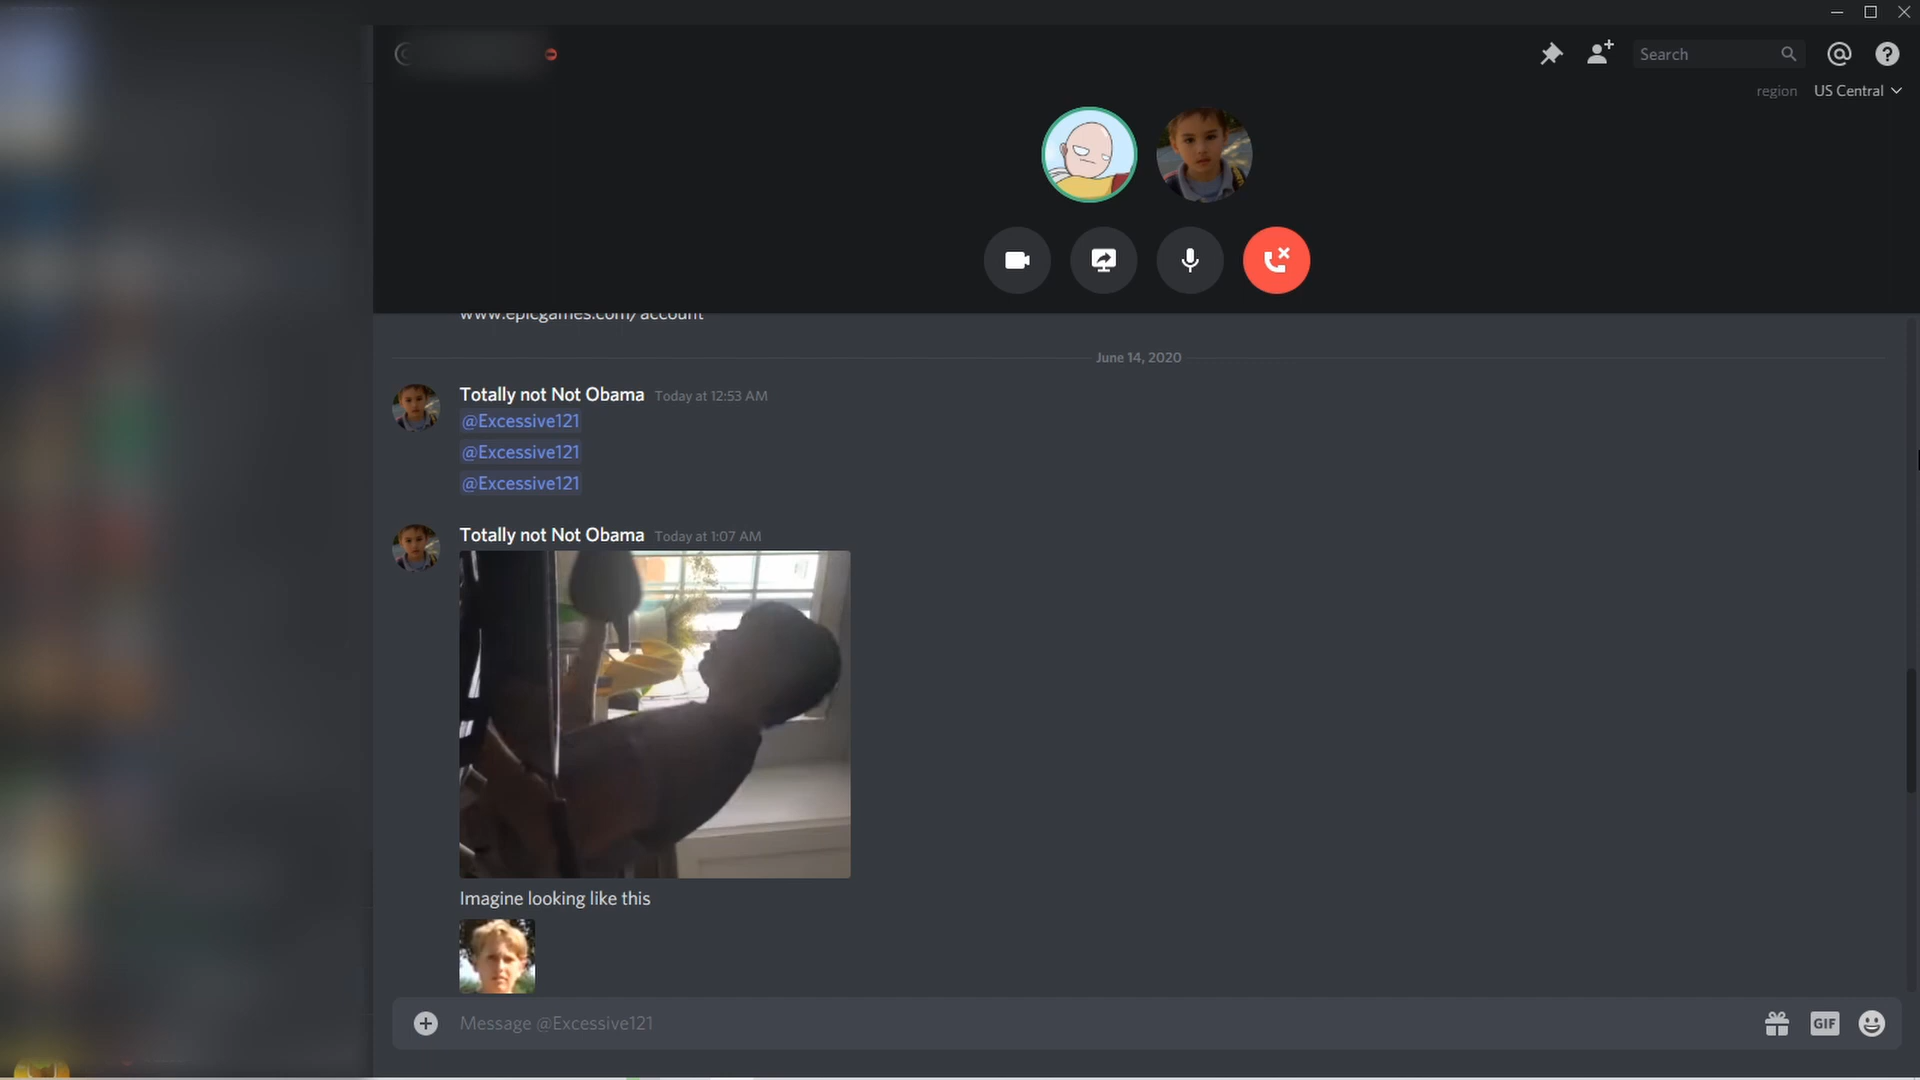 Search
region US Central
www.epicgames.com/account
June 14, 2020
Totally not Not Obama Today at 12:53 AM
@Excessive121
@Excessive121
@Excessive121
Totally not Not Obama Today at 1:07 AM
Imagine looking like this
Message @Excessive121
GIF